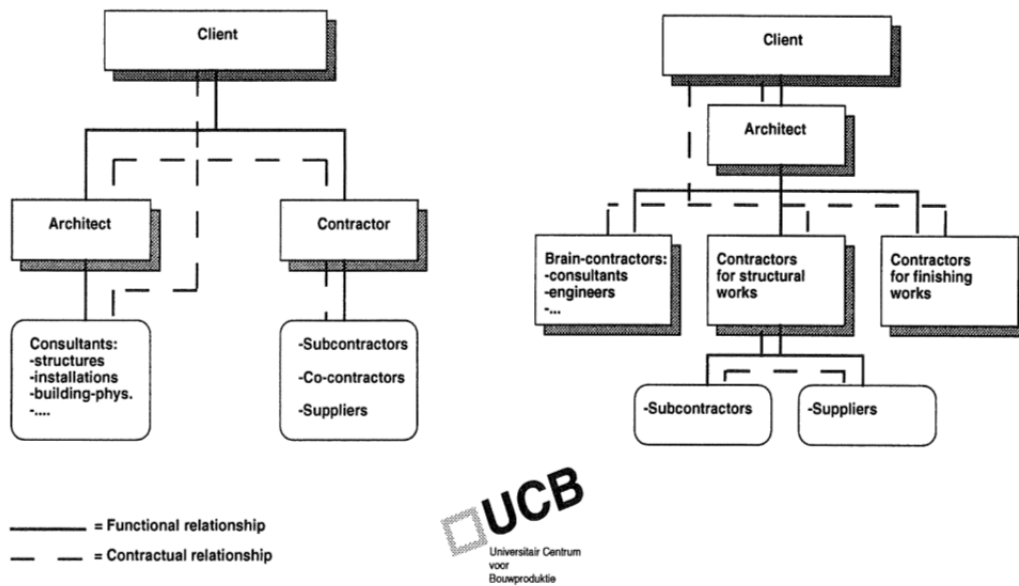 Client
Architect
Contractor
Consultants:
-structures
-installations
-building-phys.
-....
-Subcontractors
-Co-contractors
-Suppliers
Client
Architect
Brain-contractors:
-consultants
-engineers
-...
Contractors
for structural
works
Contractors
for finishing
works
-Subcontractors
-Suppliers
= Functional relationship
= Contractual relationship
UCB
Universitair Centrum
voor
Bouwproduktie